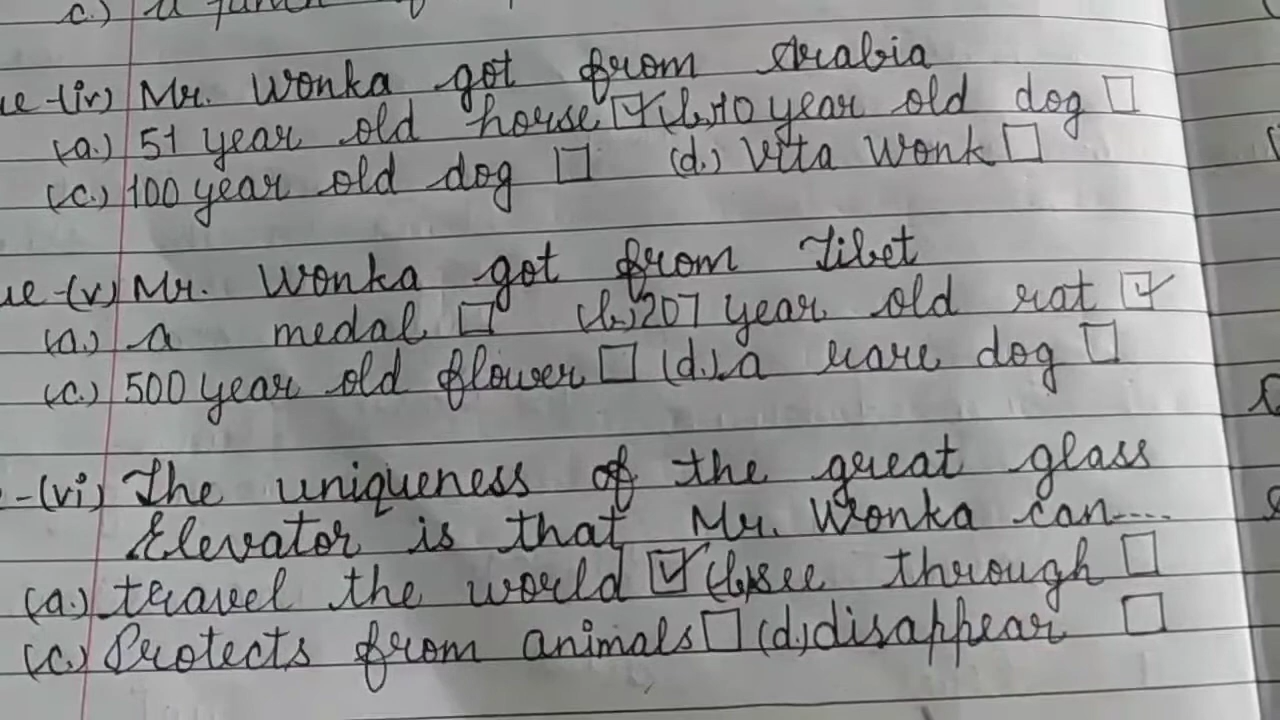 c.) a
ue-(iv) Mr. Wonka got from Arabia
(a.) 51 year old horse ☑ (b.) 10 year old dog ☐
(c.) 100 year old dog ☐ (d.) Vita Wonk ☐
ue-(v) Mr. Wonka got from Tibet
(a.) a medal ☐ (b.) 207 year old rat ☑
(c.) 500 year old flower ☐ (d.) a rare dog ☐
-(vi) The uniqueness of the great glass
Elevator is that Mr. Wonka can....
(a.) travel the world ☑ (b.) see through ☐
(c.) Protects from animals ☐ (d.) disappear ☐